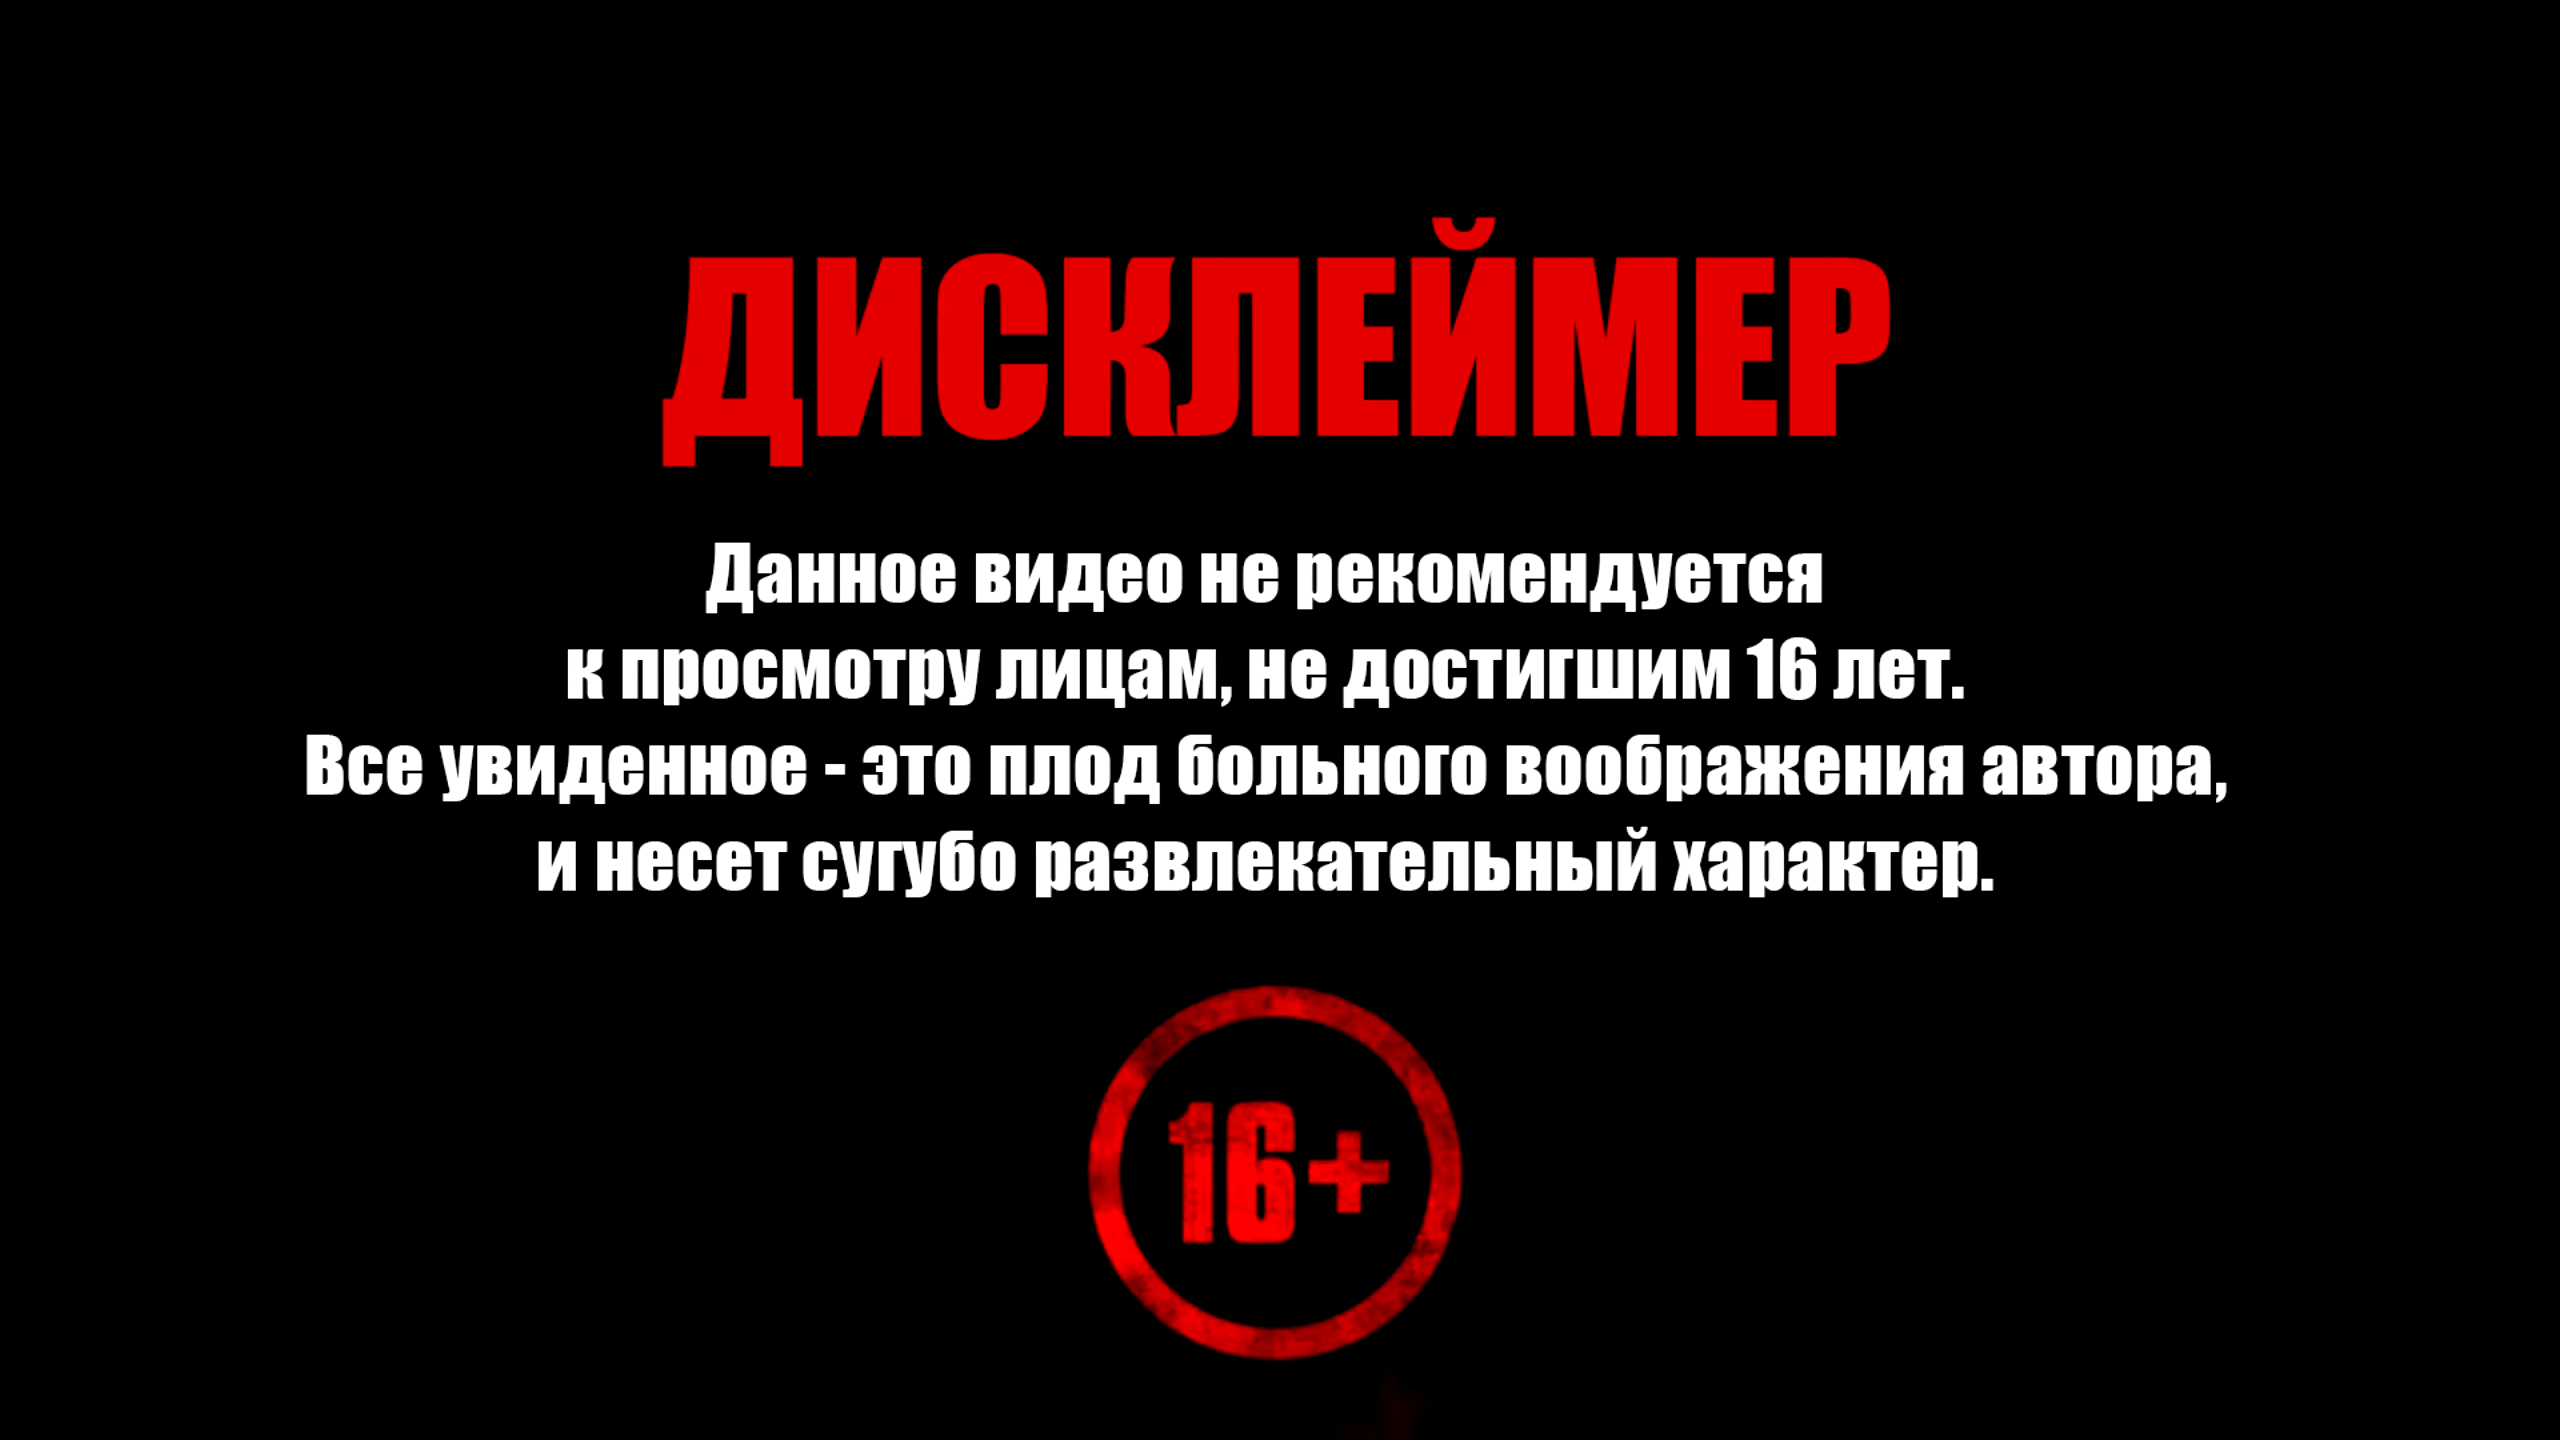 ДИСКЛЕЙМЕР
Данное видео не рекомендуется
к просмотру лицам, не достигшим 16 лет.
Все увиденное - это плод больного воображения автора,
и несет сугубо развлекательный характер.
16+